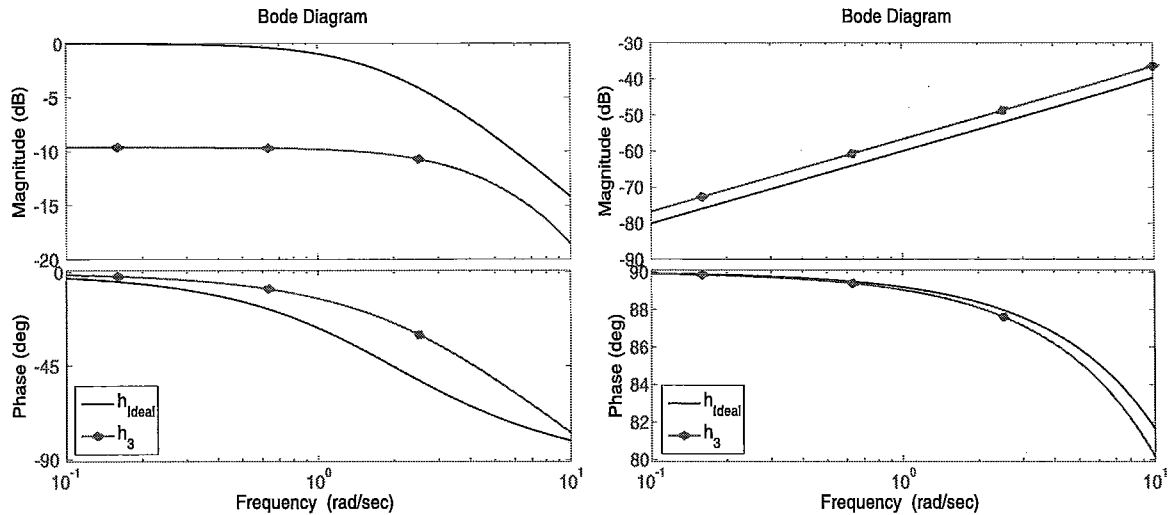 Bode Diagram
Magnitude (dB)
0
-5
-10
-15
-20
Phase (deg)
0
-45
-90
h_Ideal
h_3
10^-1
10^0
10^1
Frequency (rad/sec)
Bode Diagram
Magnitude (dB)
-30
-40
-50
-60
-70
-80
-90
Phase (deg)
90
88
86
84
82
80
h_Ideal
h_3
10^-1
10^0
10^1
Frequency (rad/sec)